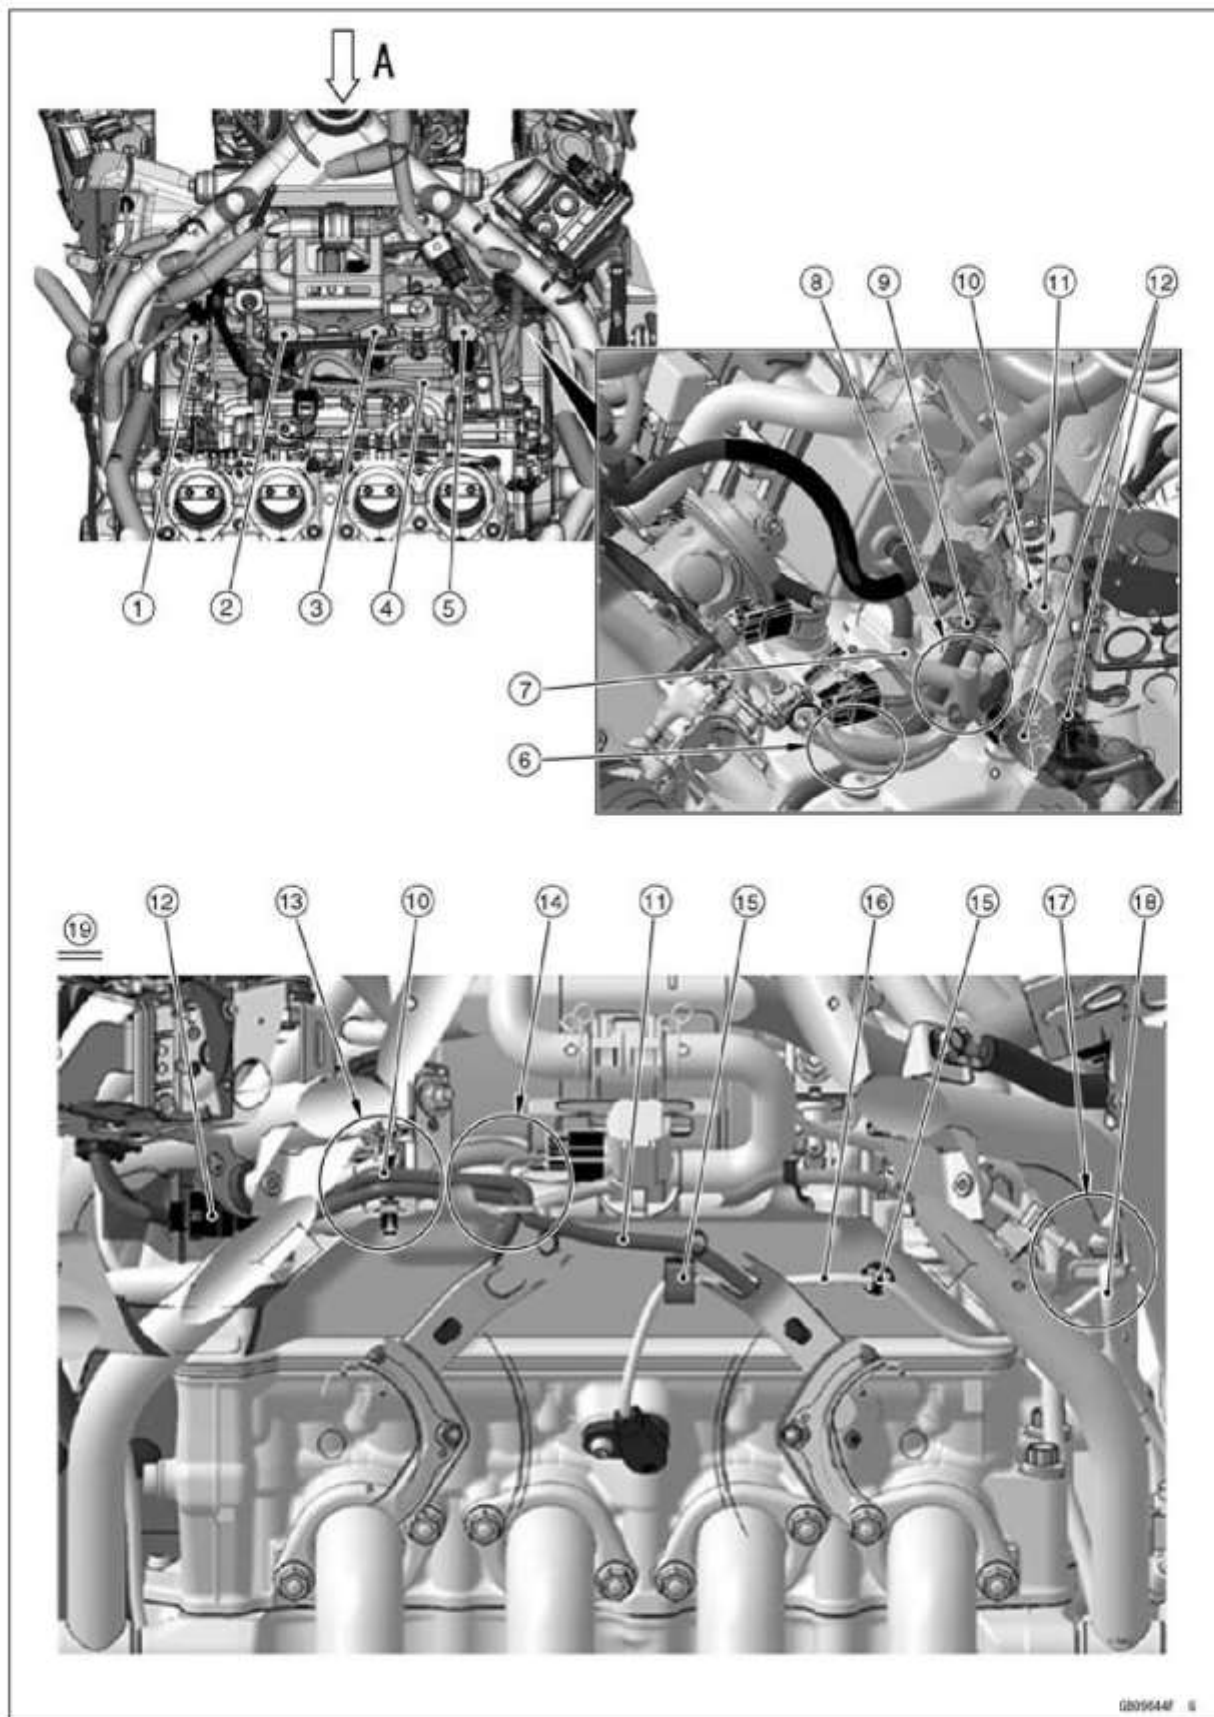 A
⑧ ⑨ ⑩ ⑪ ⑫
① ② ③ ④ ⑤
⑦
⑥
⑲ ⑫ ⑬ ⑩ ⑭ ⑪ ⑮ ⑯ ⑮ ⑰ ⑱